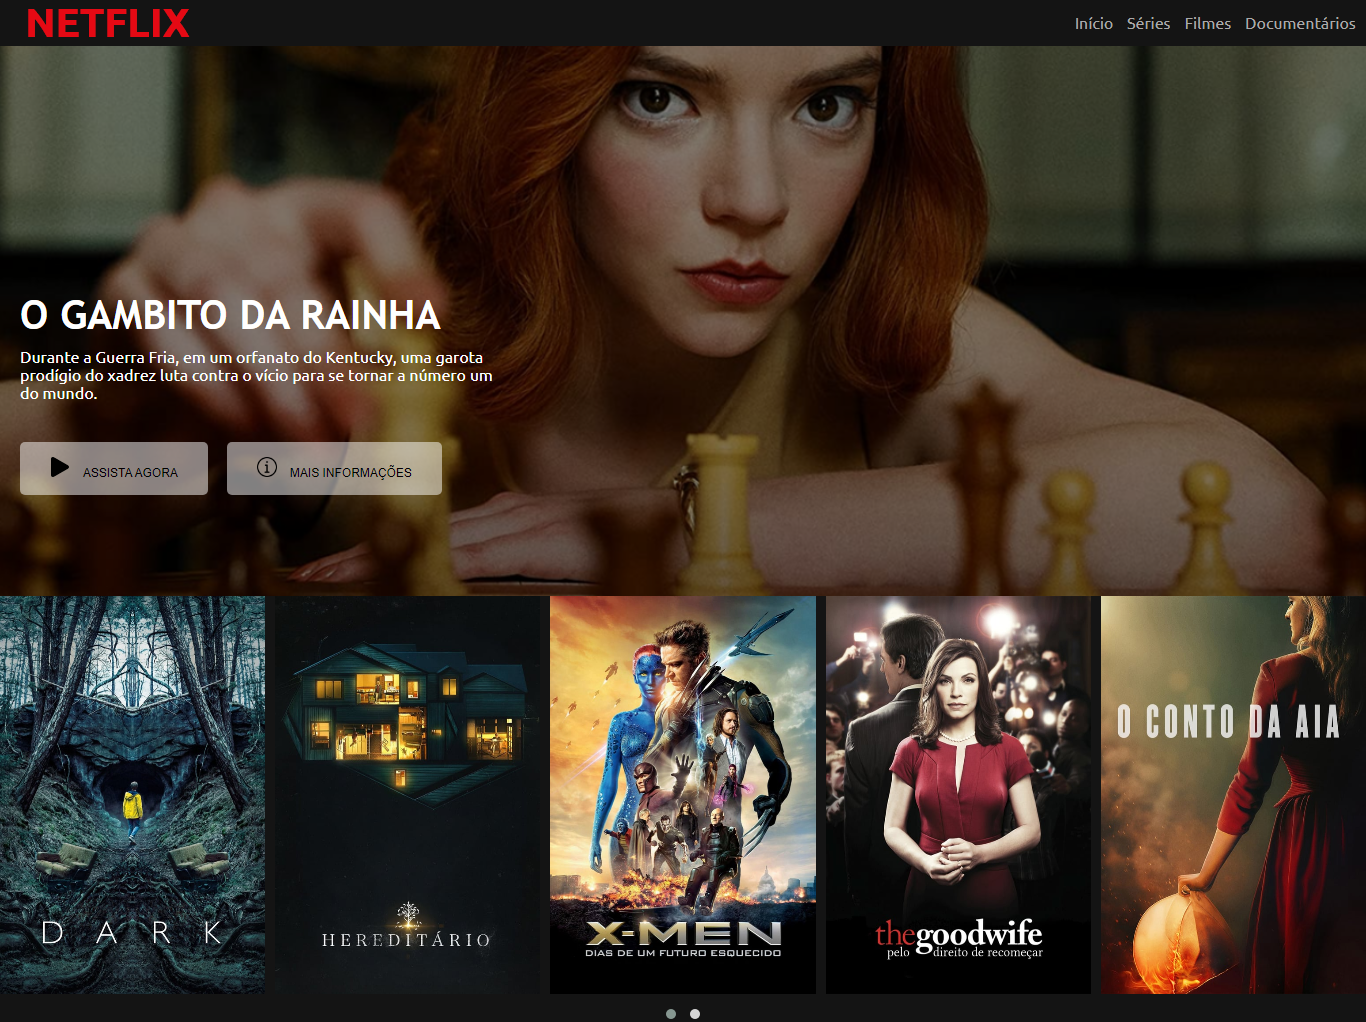 NETFLIX
Início Séries Filmes Documentários
O GAMBITO DA RAINHA
Durante a Guerra Fria, em um orfanato do Kentucky, uma garota
prodígio do xadrez luta contra o vício para se tornar a número um
do mundo.
ASSISTA AGORA
MAIS INFORMAÇÕES
DARK
HEREDITÁRIO
X-MEN
DIAS DE UM FUTURO ESQUECIDO
thegoodwife
pelo direito de recomeçar
O CONTO DA AIA